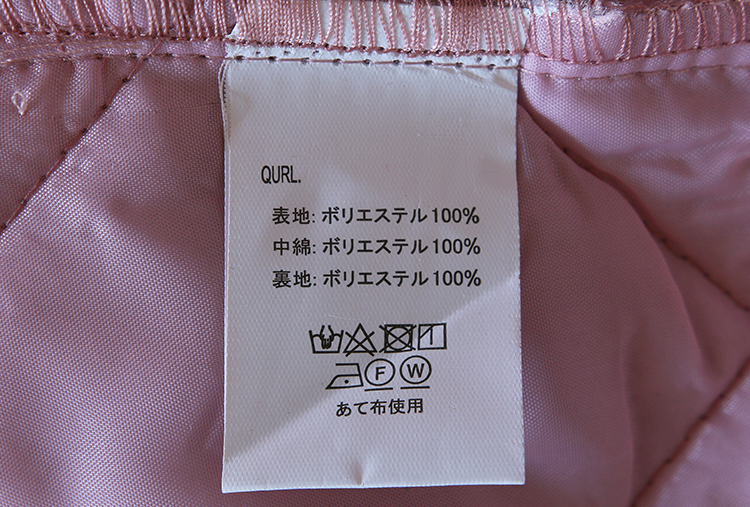 QURL.
表地: ポリエステル100%
中綿: ポリエステル100%
裏地: ポリエステル100%
F W
あて布使用